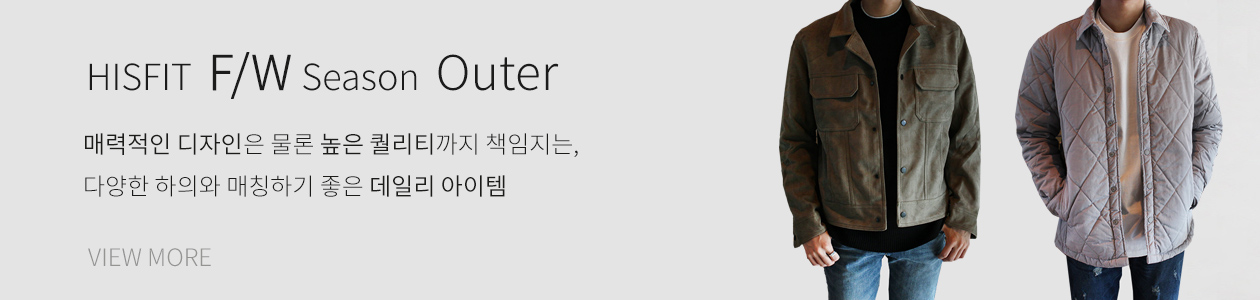 HISFIT F/W Season Outer
매력적인 디자인은 물론 높은 퀄리티까지 책임지는,
다양한 하의와 매칭하기 좋은 데일리 아이템
VIEW MORE